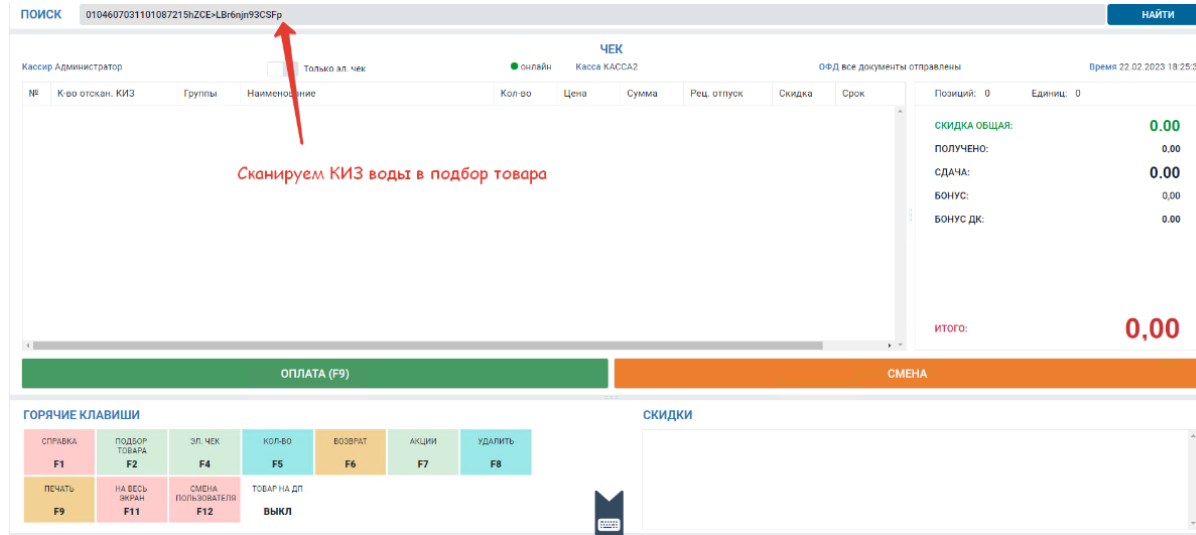 ПОИСК 0104607031101087215hZCE>LBr6njn93CSFp НАЙТИ
ЧЕК
Кассир Администратор Только эл. чек онлайн Касса КАССА2 ОФД все документы отправлены Время 22.02.2023 18:25:3
№ К-во отскан. КИЗ Группы Наименование Кол-во Цена Сумма Рец. отпуск Скидка Срок Позиций: 0 Единиц: 0
СКИДКА ОБЩАЯ: 0.00
ПОЛУЧЕНО: 0,00
Сканируем КИЗ воды в подбор товара
СДАЧА: 0.00
БОНУС: 0,00
БОНУС ДК: 0.00
ИТОГО: 0,00
ОПЛАТА (F9) СМЕНА
ГОРЯЧИЕ КЛАВИШИ СКИДКИ
СПРАВКА
F1
ПОДБОР
ТОВАРА
F2
ЭЛ. ЧЕК
F4
КОЛ-ВО
F5
ВОЗВРАТ
F6
АКЦИИ
F7
УДАЛИТЬ
F8
ПЕЧАТЬ
F9
НА ВЕСЬ
ЭКРАН
F11
СМЕНА
ПОЛЬЗОВАТЕЛЯ
F12
ТОВАР НА ДП
ВЫКЛ